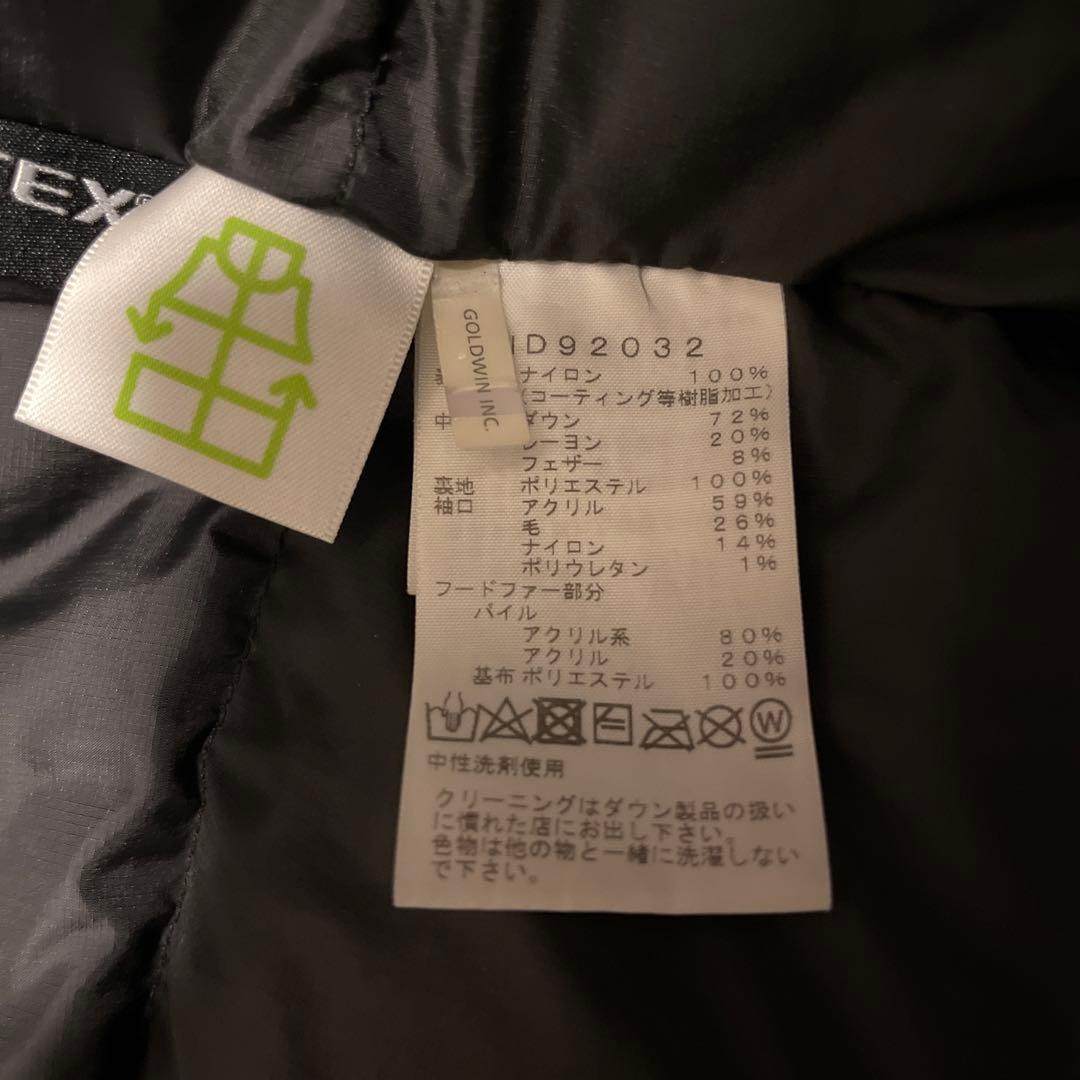 TEX®
GOLDWIN INC.
ND92032
ナイロン 100%
(コーティング等樹脂加工)
中 ダウン 72%
レーヨン 20%
フェザー 8%
裏地 ポリエステル 100%
袖口 アクリル 59%
毛 26%
ナイロン 14%
ポリウレタン 1%
フードファー部分
パイル
アクリル系 80%
アクリル 20%
基布 ポリエステル 100%
W
中性洗剤使用
クリーニングはダウン製品の扱い
に慣れた店にお出し下さい。
色物は他の物と一緒に洗濯しない
で下さい。